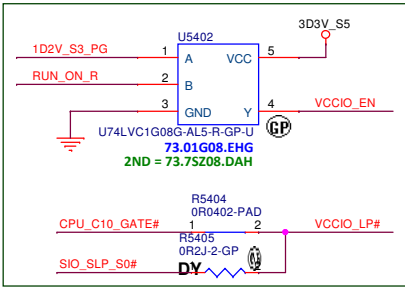 3D3V_S5
U5402
1D2V_S3_PG
1
A
VCC
5
RUN_ON_R
2
B
3
GND
Y
4
VCCIO_EN
U74LVC1G08G-AL5-R-GP-U
GP
73.01G08.EHG
2ND = 73.7SZ08.DAH
R5404
0R0402-PAD
CPU_C10_GATE#
1
2
VCCIO_LP#
R5405
0R2J-2-GP
SIO_SLP_S0#
DY